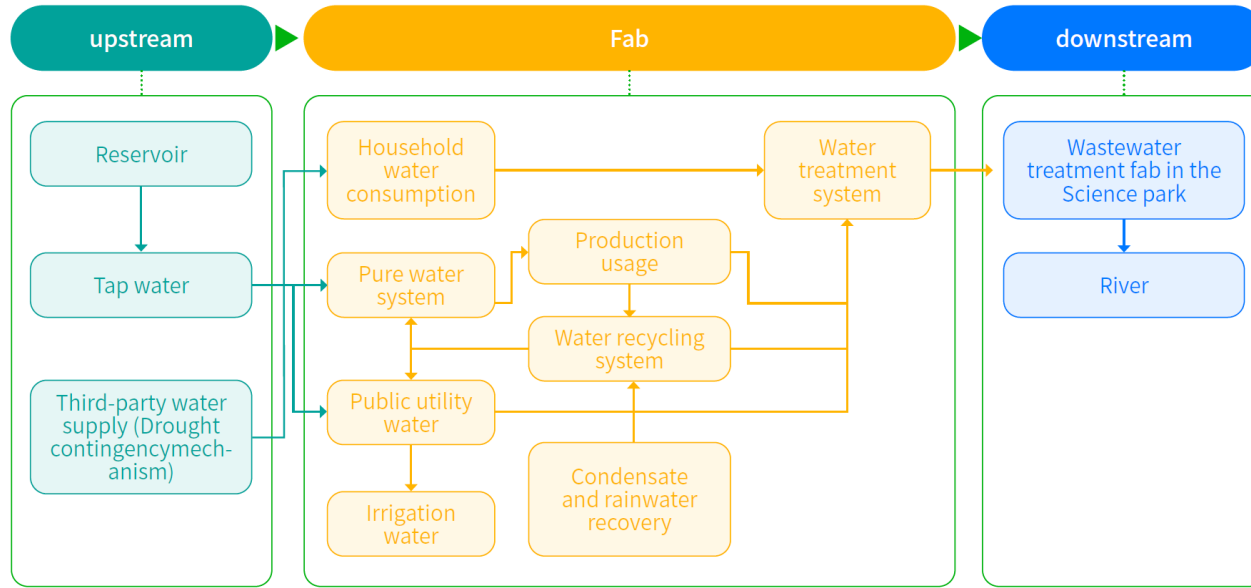 upstream
Fab
downstream
Reservoir
Tap water
Third-party water
supply (Drought
contingencymech-
anism)
Household
water
consumption
Pure water
system
Public utility
water
Irrigation
water
Production
usage
Water recycling
system
Condensate
and rainwater
recovery
Water
treatment
system
Wastewater
treatment fab in the
Science park
River